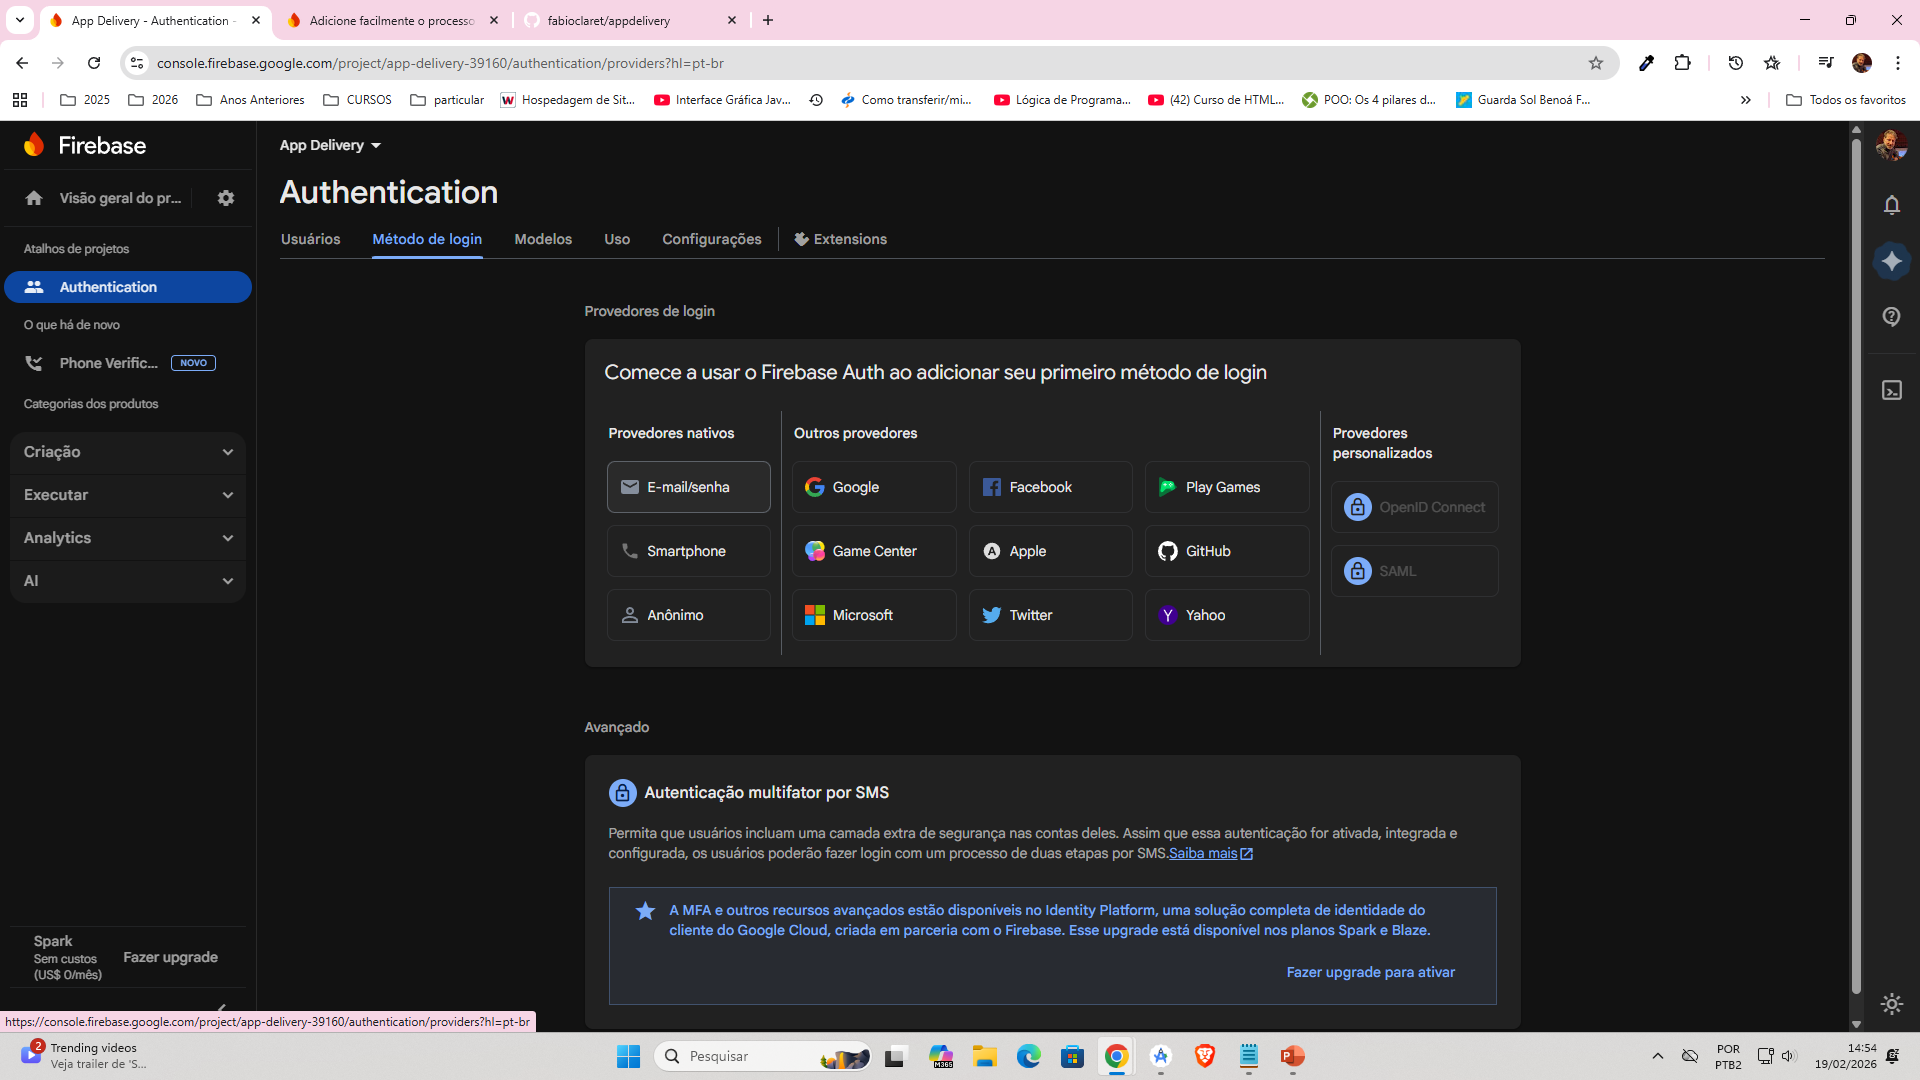 App Delivery - Authentication -
Adicione facilmente o processo
fabioclaret/appdelivery
console.firebase.google.com/project/app-delivery-39160/authentication/providers?hl=pt-br
2025
2026
Anos Anteriores
CURSOS
particular
Hospedagem de Sit...
Interface Gráfica Jav...
Como transferir/mi...
Lógica de Programa...
(42) Curso de HTML...
POO: Os 4 pilares d...
Guarda Sol Benoá F...
Todos os favoritos
Firebase
App Delivery
Visão geral do pr...
Authentication
Usuários
Método de login
Modelos
Uso
Configurações
Extensions
Atalhos de projetos
Authentication
O que há de novo
Phone Verific...
NOVO
Categorias dos produtos
Criação
Executar
Analytics
AI
Provedores de login
Comece a usar o Firebase Auth ao adicionar seu primeiro método de login
Provedores nativos
E-mail/senha
Smartphone
Anônimo
Outros provedores
Google
Facebook
Play Games
Game Center
Apple
GitHub
Microsoft
Twitter
Yahoo
Provedores
personalizados
OpenID Connect
SAML
Avançado
Autenticação multifator por SMS
Permita que usuários incluam uma camada extra de segurança nas contas deles. Assim que essa autenticação for ativada, integrada e
configurada, os usuários poderão fazer login com um processo de duas etapas por SMS.Saiba mais
A MFA e outros recursos avançados estão disponíveis no Identity Platform, uma solução completa de identidade do
cliente do Google Cloud, criada em parceria com o Firebase. Esse upgrade está disponível nos planos Spark e Blaze.
Fazer upgrade para ativar
Spark
Sem custos
(US$ 0/mês)
Fazer upgrade
https://console.firebase.google.com/project/app-delivery-39160/authentication/providers?hl=pt-br
2
Trending videos
Veja trailer de 'S...
Pesquisar
M365
POR
PTB2
14:54
19/02/2026